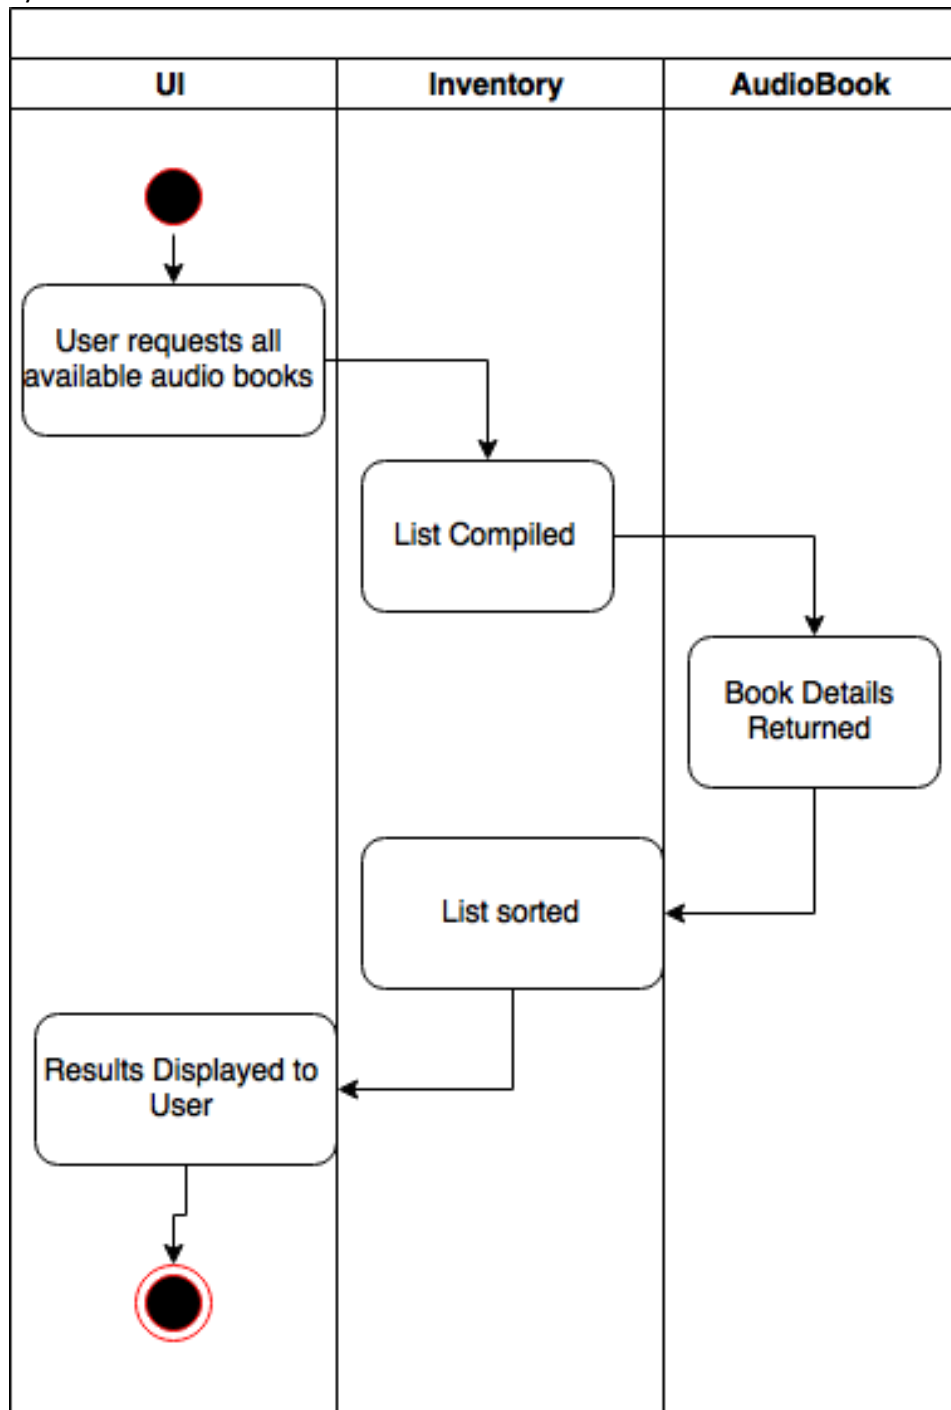 UI
Inventory
AudioBook
User requests all
available audio books
List Compiled
Book Details
Returned
List sorted
Results Displayed to
User